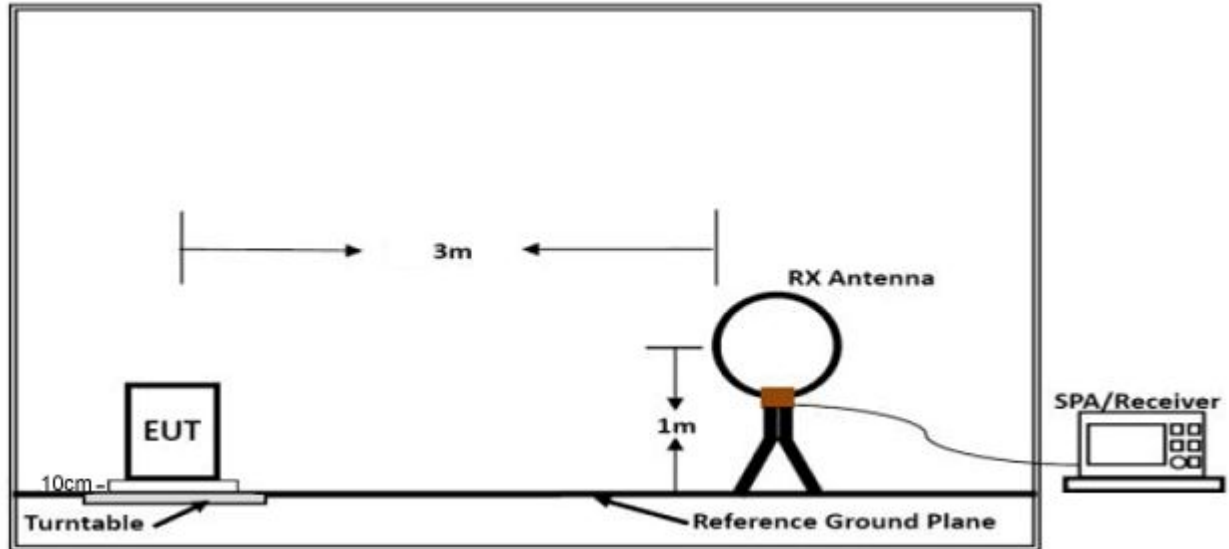 3m
RX Antenna
1m
EUT
SPA/Receiver
10cm
Turntable
Reference Ground Plane